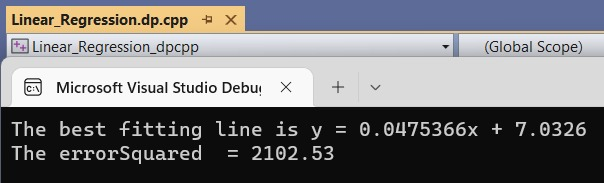 Linear_Regression.dp.cpp
Linear_Regression_dpcpp (Global Scope)
Microsoft Visual Studio Debu
The best fitting line is y = 0.0475366x + 7.0326
The errorSquared  = 2102.53